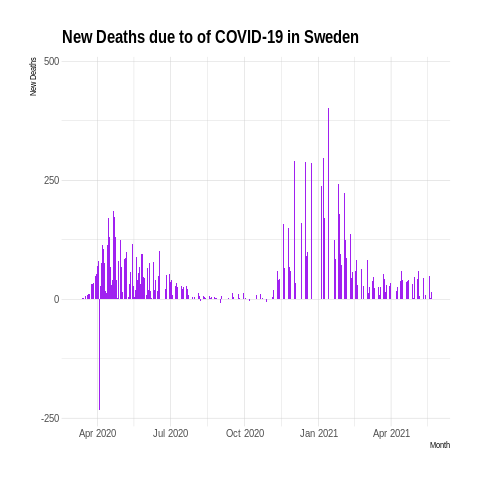 New Deaths due to of COVID-19 in Sweden
New Deaths
500
250
0
-250
Apr 2020 Jul 2020 Oct 2020 Jan 2021 Apr 2021
Month